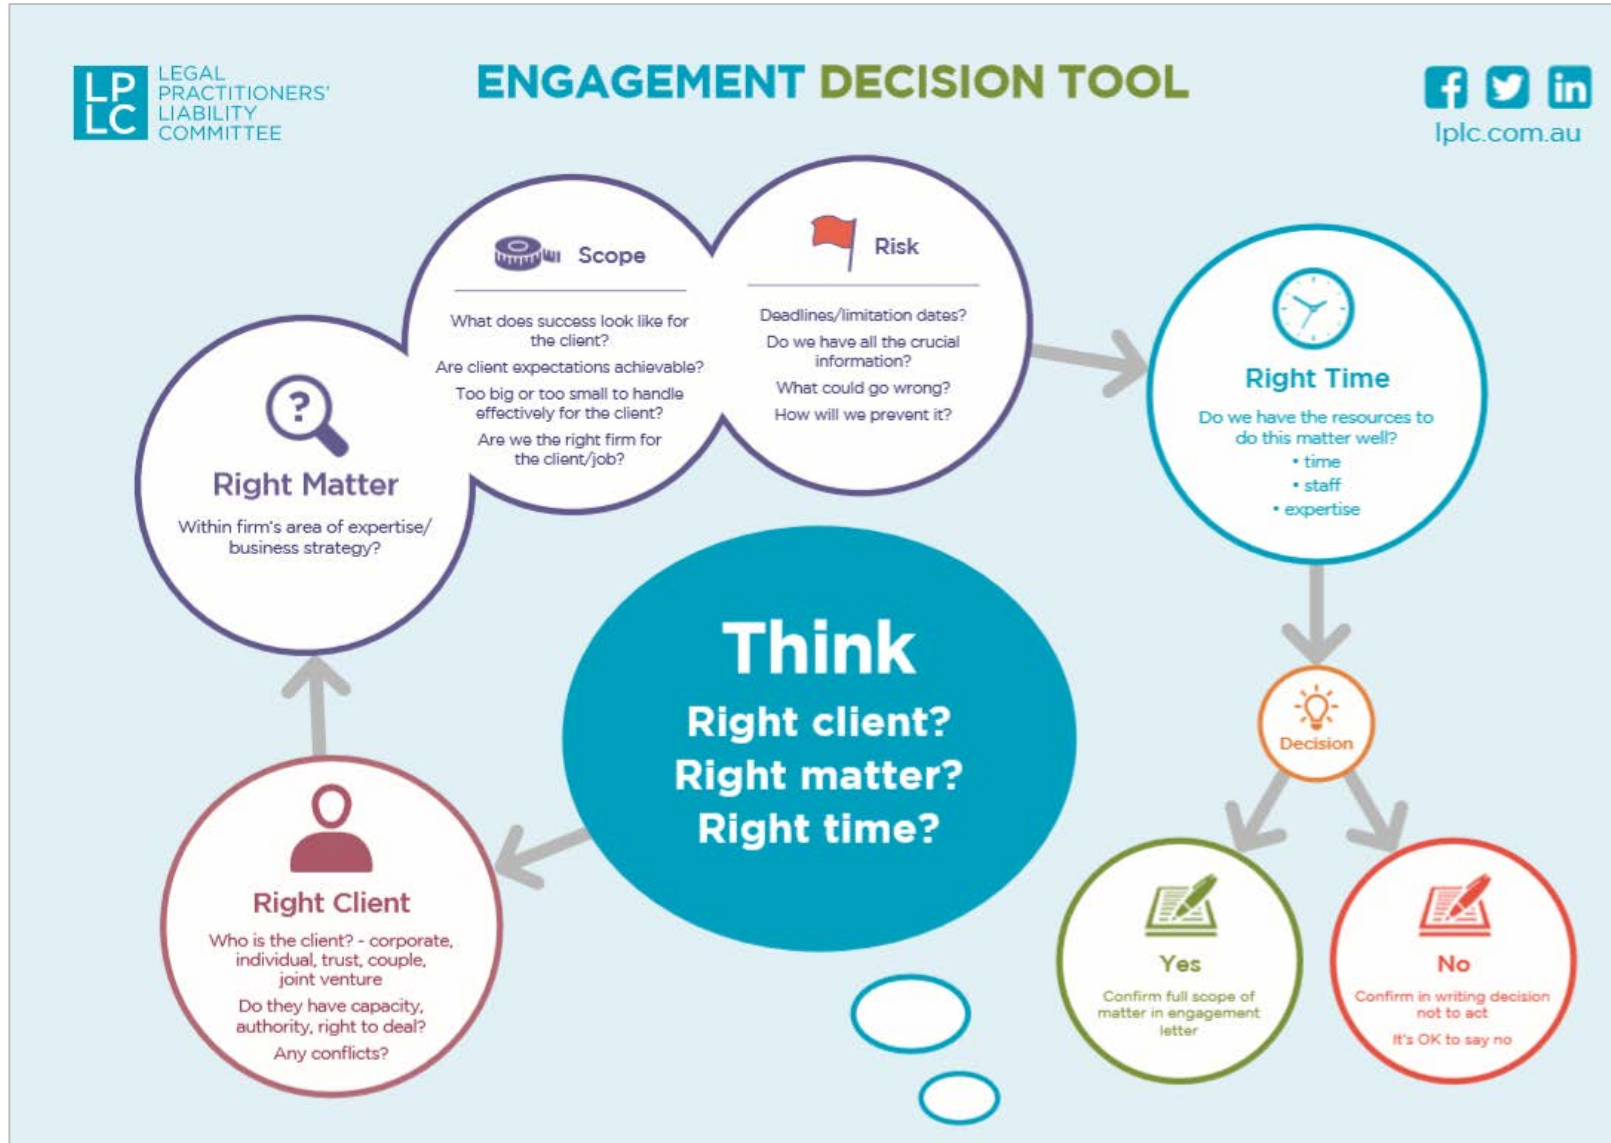 LP
LC
LEGAL
PRACTITIONERS'
LIABILITY
COMMITTEE
ENGAGEMENT DECISION TOOL
f
in
lplc.com.au
Think
Right client?
Right matter?
Right time?
Right Client
Who is the client? - corporate,
individual, trust, couple,
joint venture
Do they have capacity,
authority, right to deal?
Any conflicts?
?
Right Matter
Within firm's area of expertise/
business strategy?
Scope
What does success look like for
the client?
Are client expectations achievable?
Too big or too small to handle
effectively for the client?
Are we the right firm for
the client/job?
Risk
Deadlines/limitation dates?
Do we have all the crucial
information?
What could go wrong?
How will we prevent it?
Right Time
Do we have the resources to
do this matter well?
• time
• staff
• expertise
Decision
Yes
Confirm full scope of
matter in engagement
letter
No
Confirm in writing decision
not to act
It's OK to say no